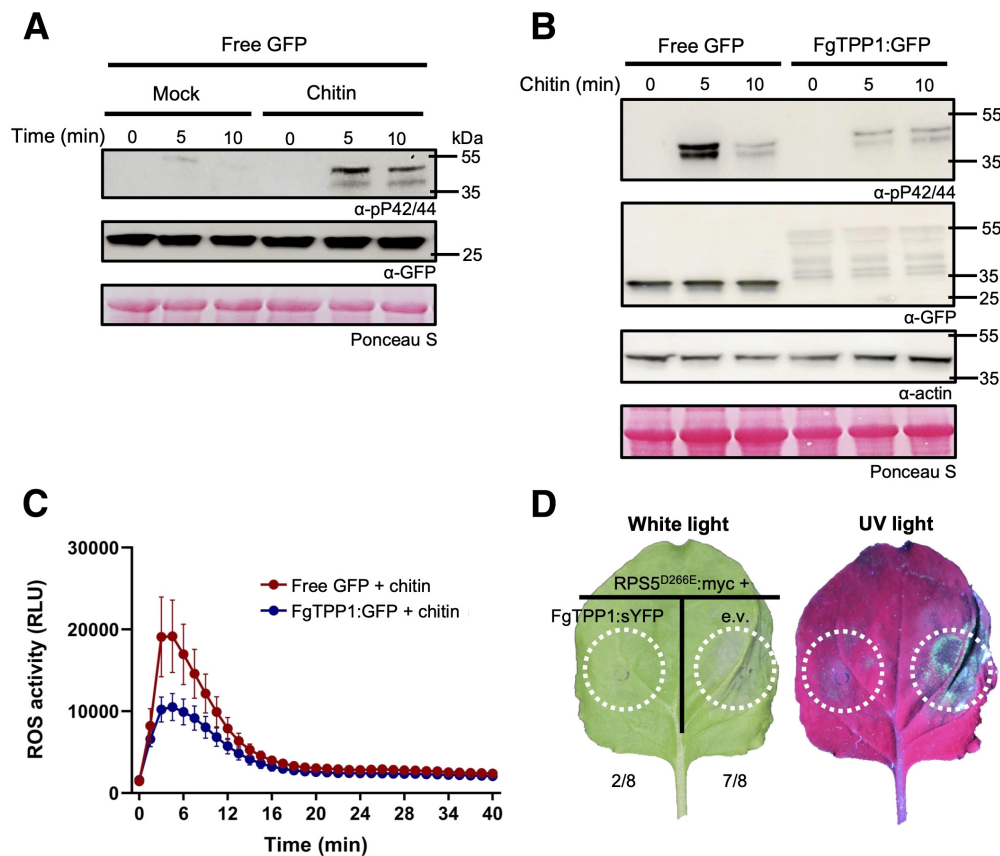 A
Free GFP
Mock Chitin
Time (min) 0 5 10 0 5 10 kDa
55
35
α-pP42/44
25
α-GFP
Ponceau S
B
Free GFP FgTPP1:GFP
Chitin (min) 0 5 10 0 5 10
55
35
α-pP42/44
55
35
25
α-GFP
55
35
α-actin
Ponceau S
C
30000
20000
10000
0
ROS activity (RLU)
Free GFP + chitin
FgTPP1:GFP + chitin
0 6 12 16 20 24 28 34 40
Time (min)
D
White light UV light
RPS5D266E:myc +
FgTPP1:sYFP e.v.
2/8 7/8